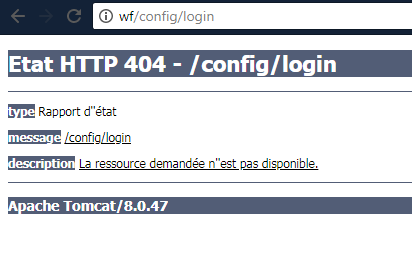 wf/config/login
Etat HTTP 404 - /config/login
type Rapport d''état
message /config/login
description La ressource demandée n''est pas disponible.
Apache Tomcat/8.0.47